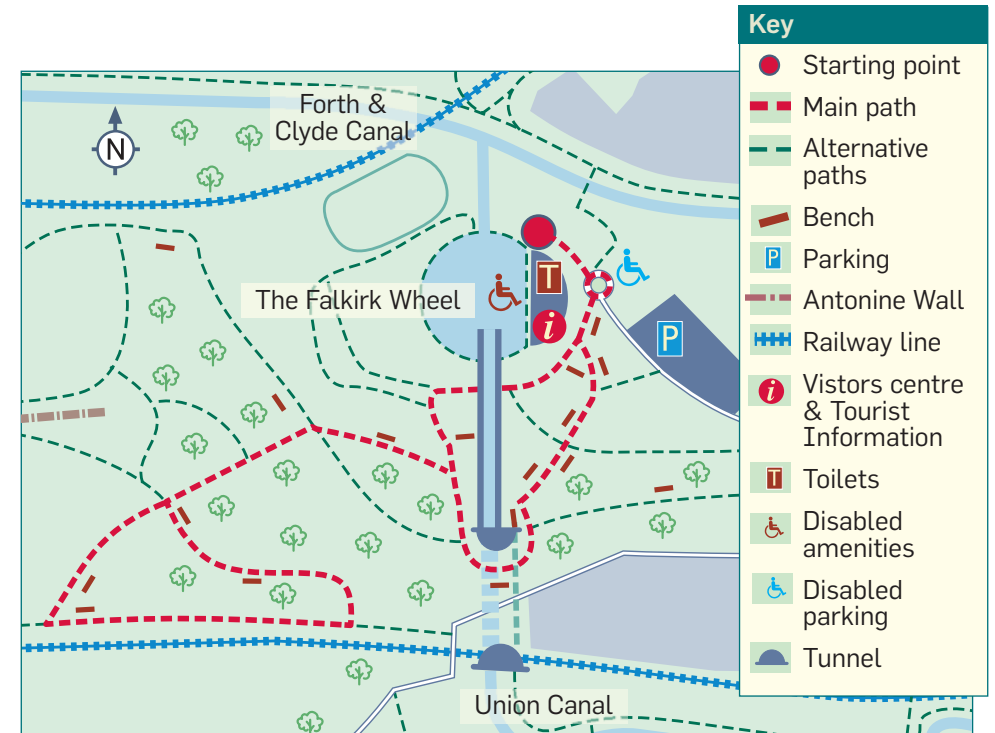 Key
Starting point
Main path
Alternative
paths
Bench
P
Parking
Antonine Wall
Railway line
i
Vistors centre
& Tourist
Information
T
Toilets
Disabled
amenities
Disabled
parking
Tunnel
Forth &
Clyde Canal
N
The Falkirk Wheel
T
i
P
Union Canal